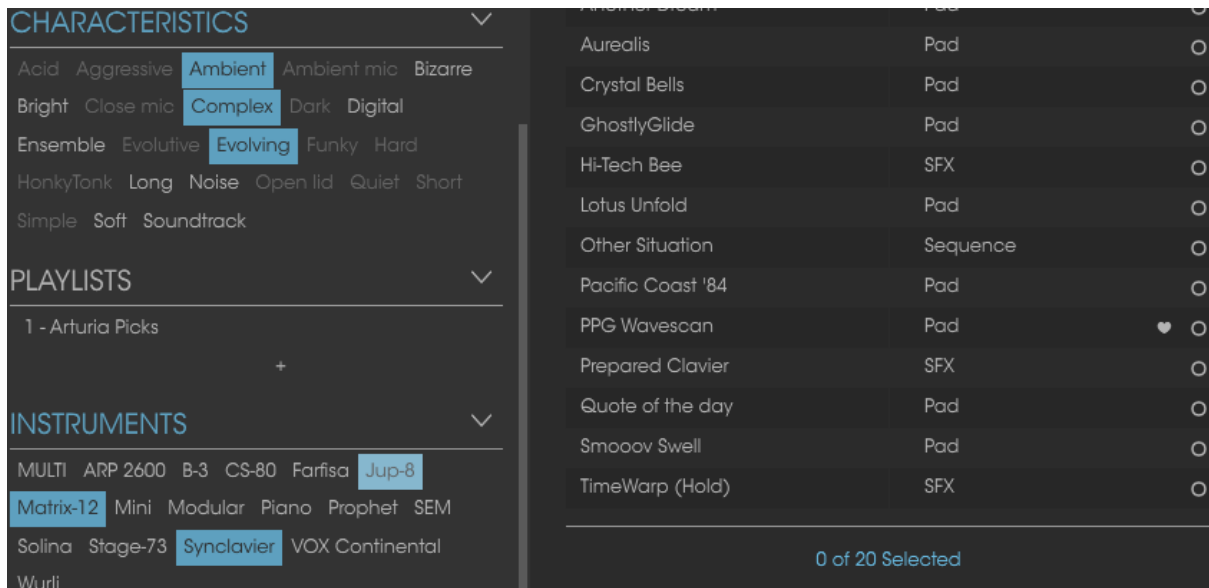 CHARACTERISTICS
Acid Aggressive Ambient Ambient mic Bizarre
Bright Close mic Complex Dark Digital
Ensemble Evolutive Evolving Funky Hard
HonkyTonk Long Noise Open lid Quiet Short
Simple Soft Soundtrack
PLAYLISTS
1 - Arturia Picks
+
INSTRUMENTS
MULTI ARP 2600 B-3 CS-80 Farfisa Jup-8
Matrix-12 Mini Modular Piano Prophet SEM
Solina Stage-73 Synclavier VOX Continental
Wurli
Another Dream Pad
Aurealis Pad
Crystal Bells Pad
GhostlyGlide Pad
Hi-Tech Bee SFX
Lotus Unfold Pad
Other Situation Sequence
Pacific Coast '84 Pad
PPG Wavescan Pad
Prepared Clavier SFX
Quote of the day Pad
Smooov Swell Pad
TimeWarp (Hold) SFX
0 of 20 Selected